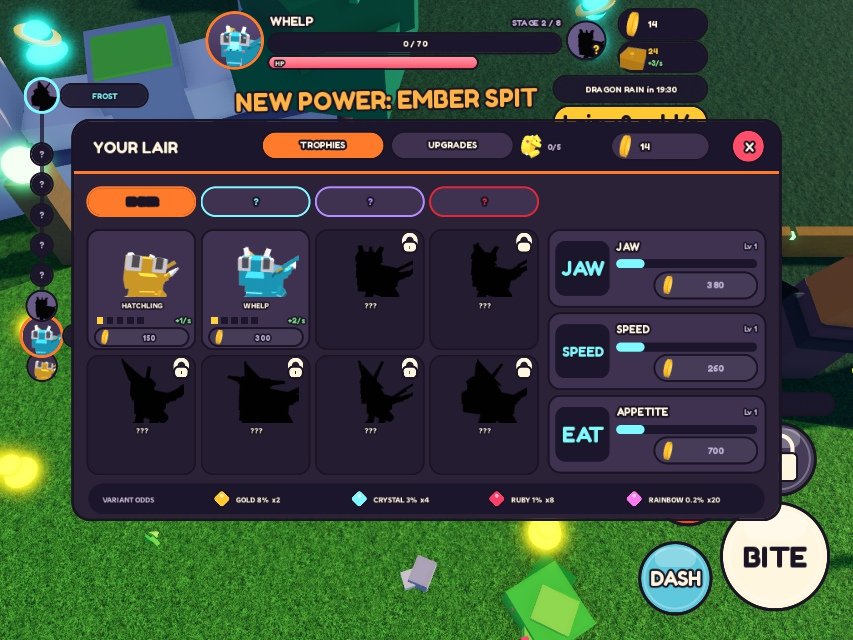 WHELP
STAGE 2 / 8
0 / 70
HP
?
14
24
+3/s
DRAGON RAIN in 19:30
FROST
NEW POWER: EMBER SPIT
?
?
?
?
?
YOUR LAIR
TROPHIES
UPGRADES
0/5
14
X
?
?
?
HATCHLING
+1/s
150
WHELP
+2/s
300
???
???
???
???
???
???
JAW
JAW
Lv 1
380
SPEED
SPEED
Lv 1
260
EAT
APPETITE
Lv 1
700
VARIANT ODDS
GOLD 8% x2
CRYSTAL 3% x4
RUBY 1% x8
RAINBOW 0.2% x20
DASH
BITE